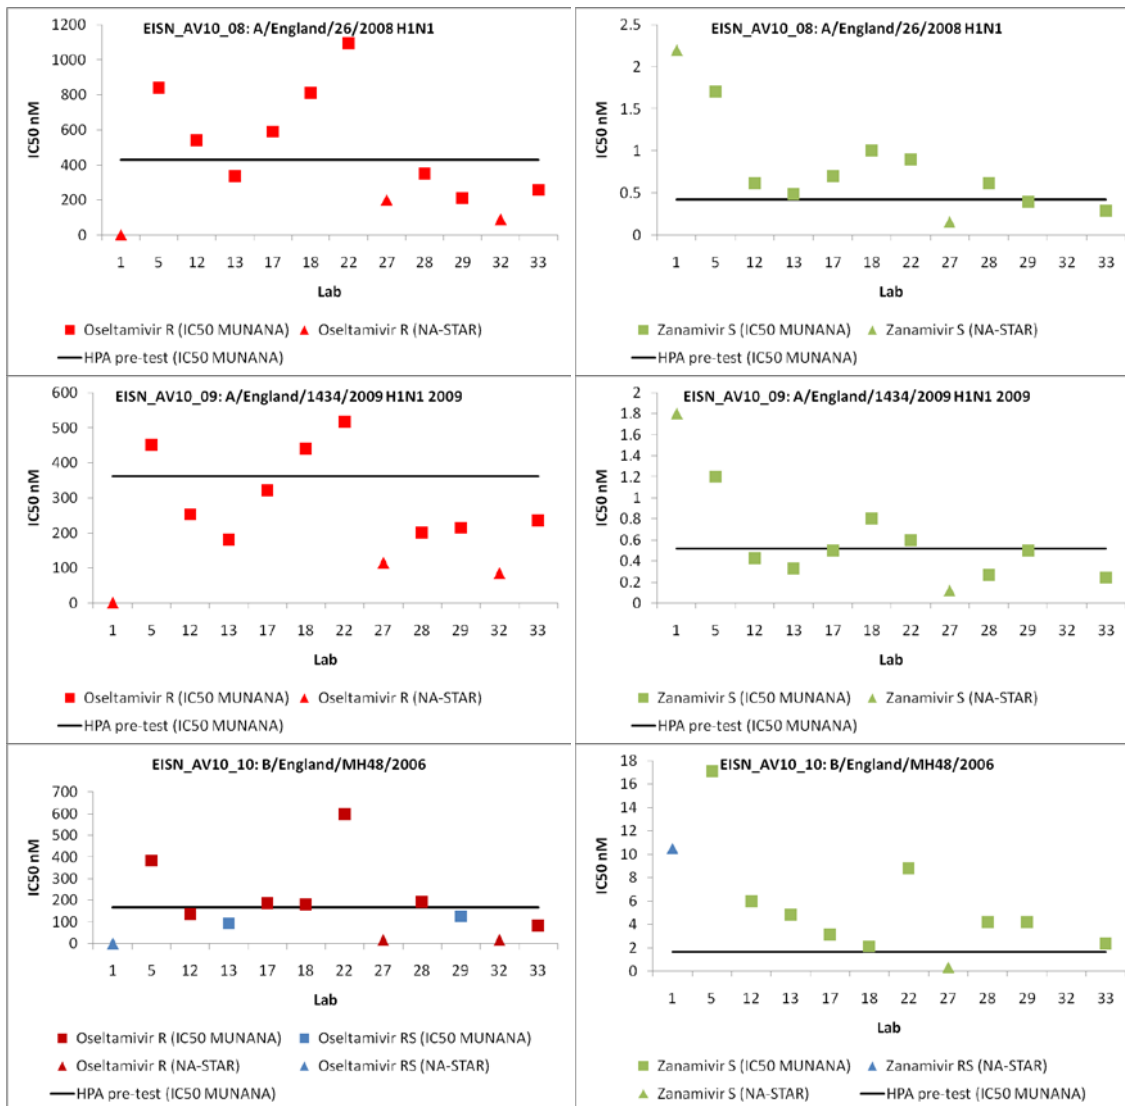 EISN_AV10_08: A/England/26/2008 H1N1
IC50 nM
1200
1000
800
600
400
200
0
1 5 12 13 17 18 22 27 28 29 32 33
Lab
Oseltamivir R (IC50 MUNANA) Oseltamivir R (NA-STAR)
HPA pre-test (IC50 MUNANA)
EISN_AV10_08: A/England/26/2008 H1N1
IC50 nM
2.5
2
1.5
1
0.5
0
1 5 12 13 17 18 22 27 28 29 32 33
Lab
Zanamivir S (IC50 MUNANA) Zanamivir S (NA-STAR)
HPA pre-test (IC50 MUNANA)
EISN_AV10_09: A/England/1434/2009 H1N1 2009
IC50 nM
600
500
400
300
200
100
0
1 5 12 13 17 18 22 27 28 29 32 33
Lab
Oseltamivir R (IC50 MUNANA) Oseltamivir R (NA-STAR)
HPA pre-test (IC50 MUNANA)
EISN_AV10_09: A/England/1434/2009 H1N1 2009
IC50 nM
2
1.8
1.6
1.4
1.2
1
0.8
0.6
0.4
0.2
0
1 5 12 13 17 18 22 27 28 29 32 33
Lab
Zanamivir S (IC50 MUNANA) Zanamivir S (NA-STAR)
HPA pre-test (IC50 MUNANA)
EISN_AV10_10: B/England/MH48/2006
IC50 nM
700
600
500
400
300
200
100
0
1 5 12 13 17 18 22 27 28 29 32 33
Lab
Oseltamivir R (IC50 MUNANA) Oseltamivir RS (IC50 MUNANA)
Oseltamivir R (NA-STAR) Oseltamivir RS (NA-STAR)
HPA pre-test (IC50 MUNANA)
EISN_AV10_10: B/England/MH48/2006
IC50 nM
18
16
14
12
10
8
6
4
2
0
1 5 12 13 17 18 22 27 28 29 32 33
Lab
Zanamivir S (IC50 MUNANA) Zanamivir RS (NA-STAR)
Zanamivir S (NA-STAR) HPA pre-test (IC50 MUNANA)